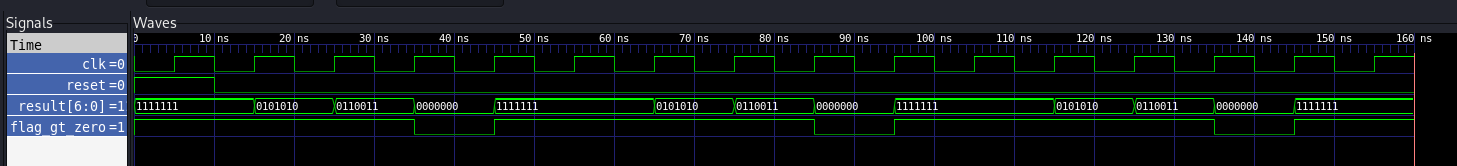 Signals Waves
Time 0 10 ns 20 ns 30 ns 40 ns 50 ns 60 ns 70 ns 80 ns 90 ns 100 ns 110 ns 120 ns 130 ns 140 ns 150 ns 160 ns
clk =0
reset =0
result[6:0] =1 1111111 0101010 0110011 0000000 1111111 0101010 0110011 0000000 1111111 0101010 0110011 0000000 1111111
flag_gt_zero =1